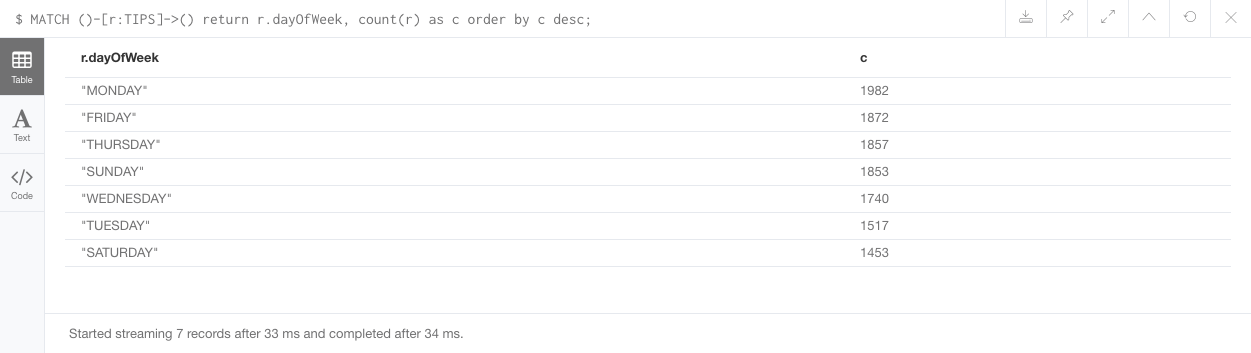 $ MATCH ()-[r:TIPS]->() return r.dayOfWeek, count(r) as c order by c desc;
Table
Text
Code
r.dayOfWeek c
"MONDAY" 1982
"FRIDAY" 1872
"THURSDAY" 1857
"SUNDAY" 1853
"WEDNESDAY" 1740
"TUESDAY" 1517
"SATURDAY" 1453
Started streaming 7 records after 33 ms and completed after 34 ms.